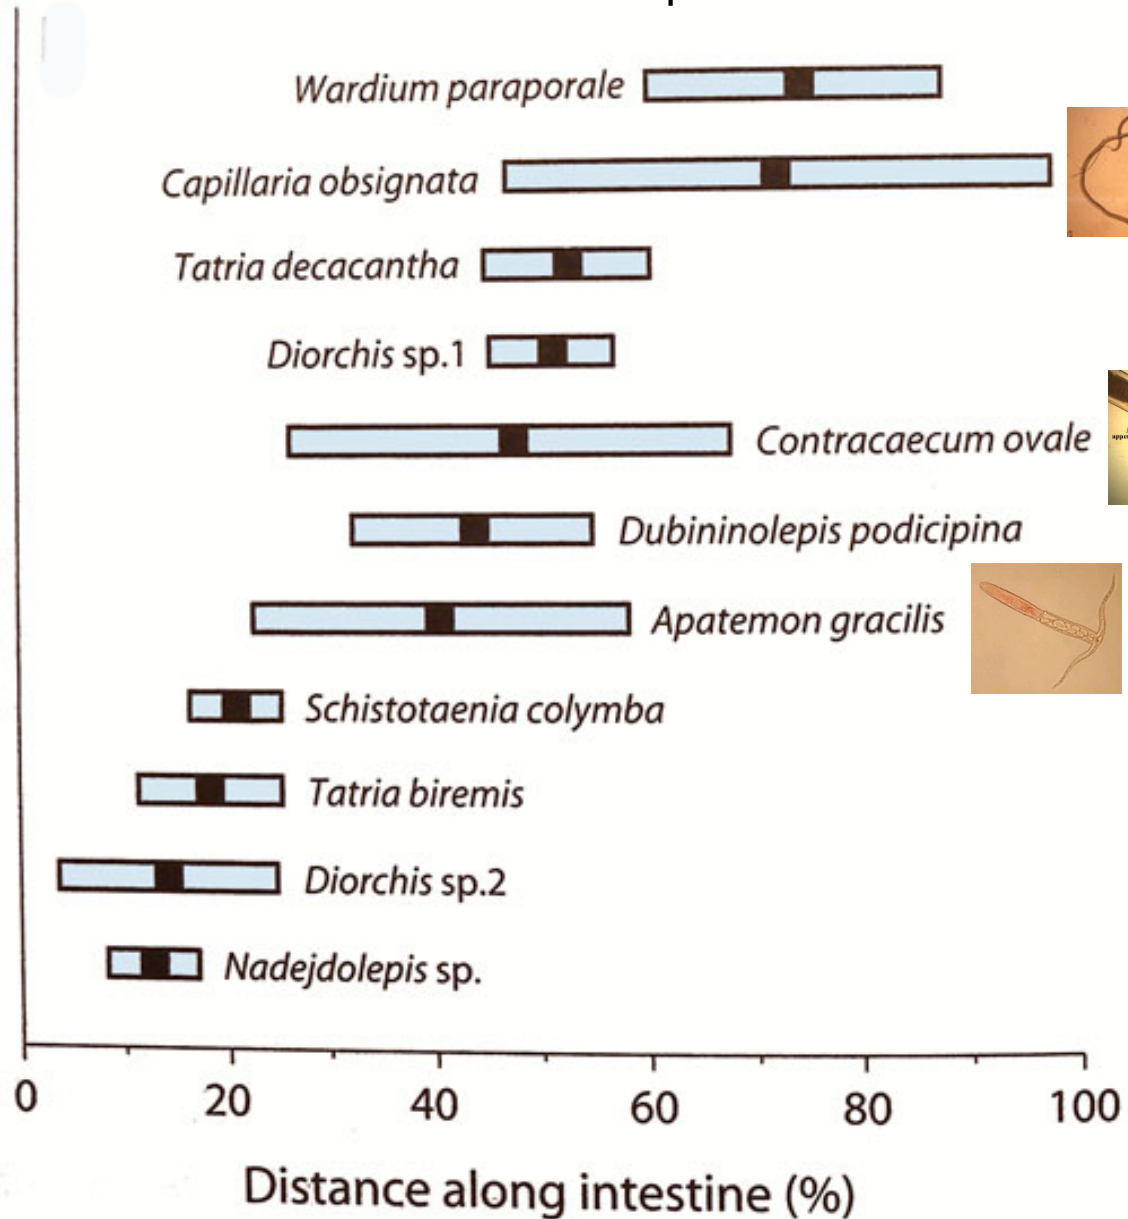 Wardium paraporale
Capillaria obsignata
Tatria decacantha
Diorchis sp.1
Contracaecum ovale
Dubininolepis podicipina
Apatemon gracilis
Schistotaenia colymba
Tatria biremis
Diorchis sp.2
Nadejdolepis sp.
0 20 40 60 80 100
Distance along intestine (%)